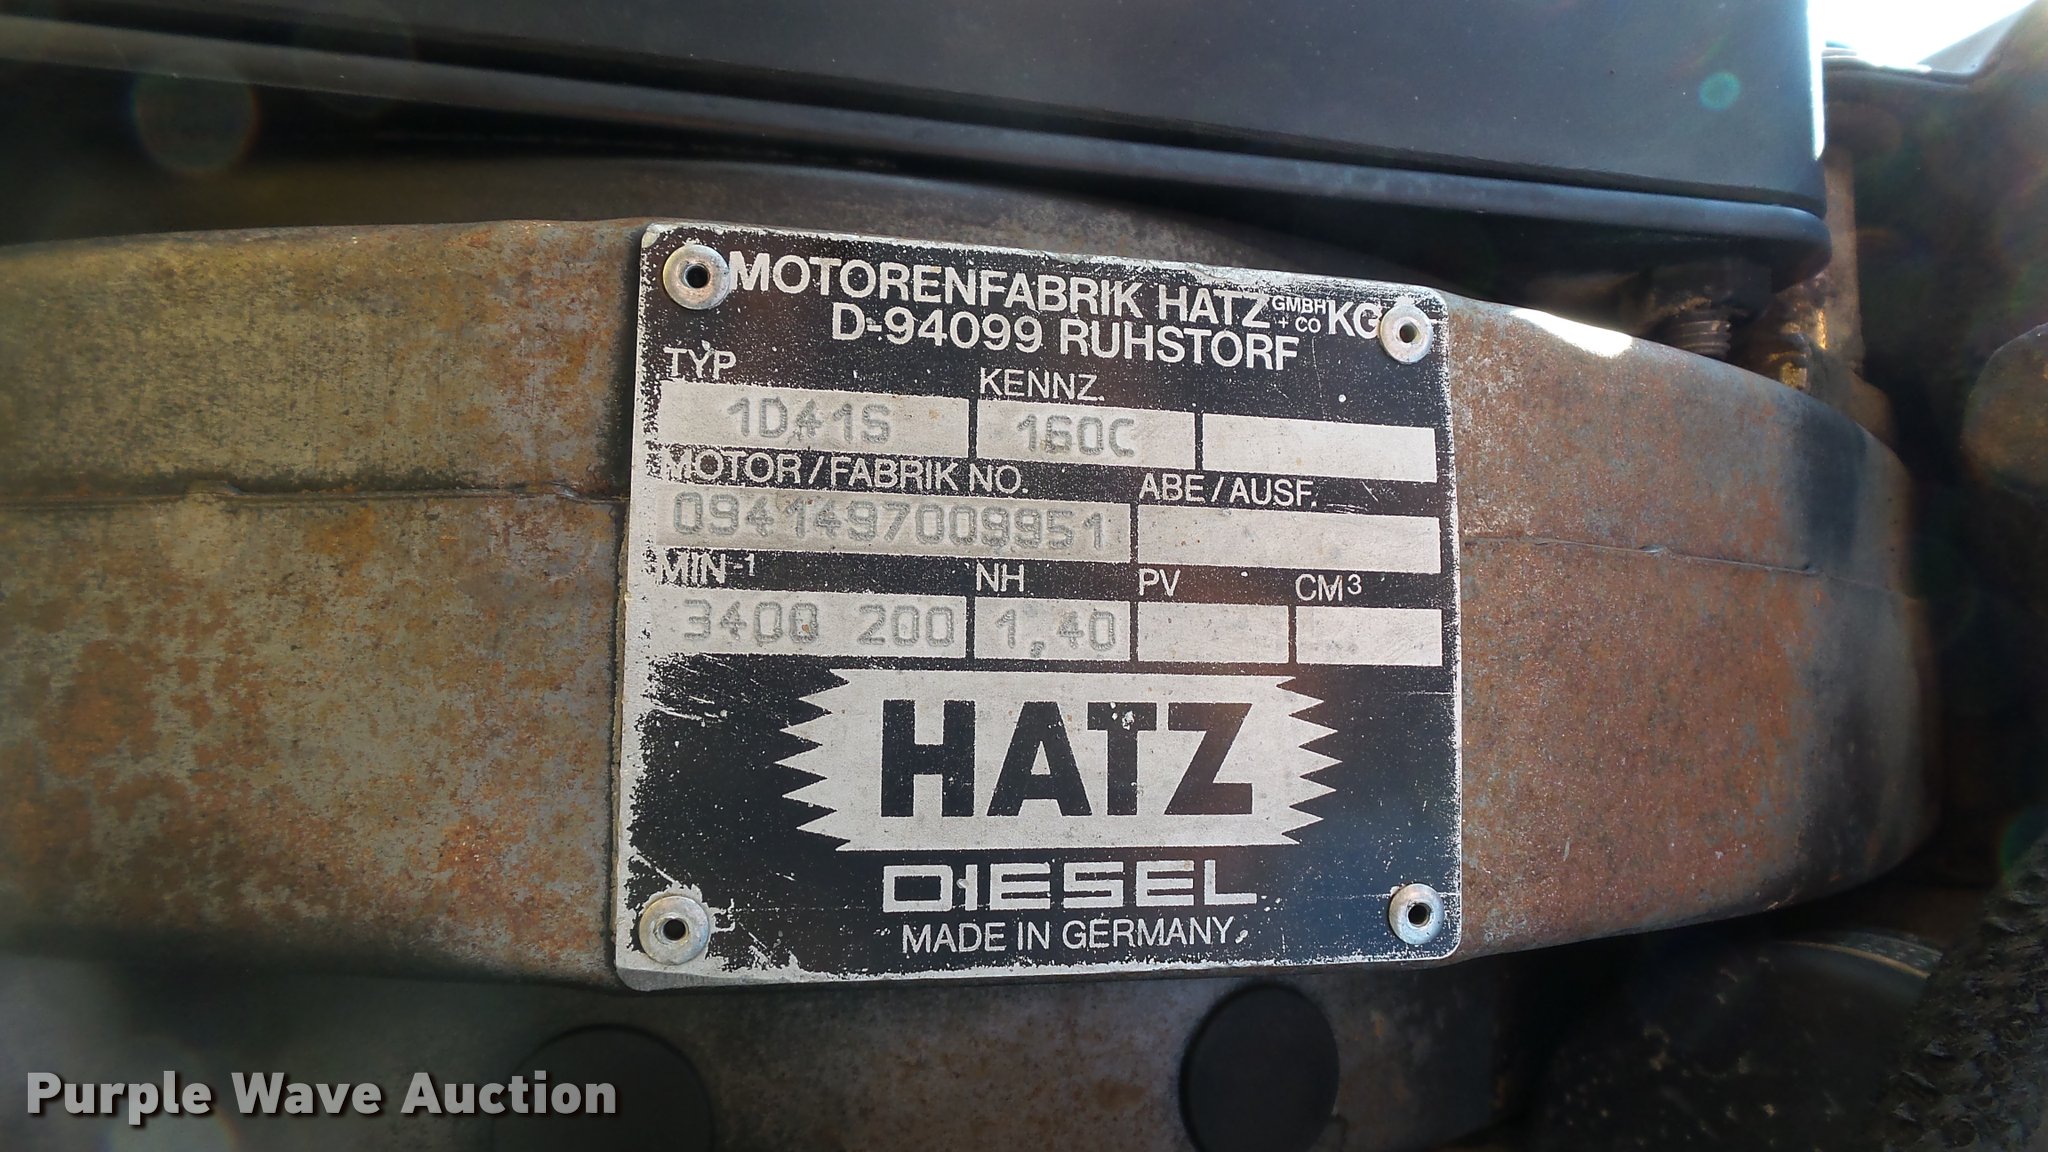 MOTORENFABRIK HATZ GMBH + CO KG
D-94099 RUHSTORF
TYP KENNZ.
1D41S 160C
MOTOR/FABRIK NO. ABE/AUSF.
0941497009951
MIN-1 NH PV CM3
3400 200 1,40
HATZ
DIESEL
MADE IN GERMANY
Purple Wave Auction